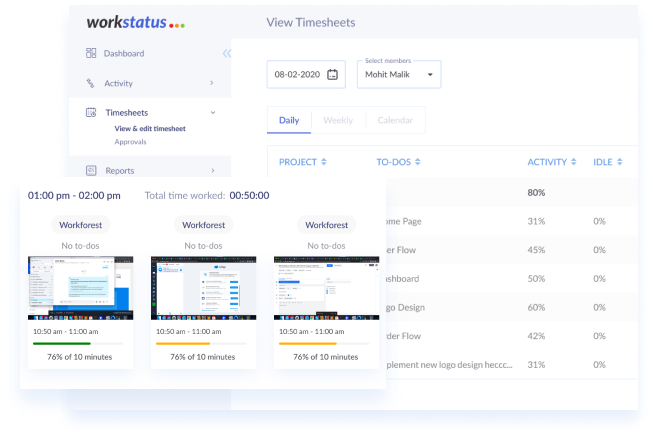 workstatus
View Timesheets
Dashboard
Select members
08-02-2020
Mohit Malik
Activity
Timesheets
Daily
Weekly
Calendar
View & edit timesheet
Approvals
PROJECT
TO-DOS
ACTIVITY
IDLE
Reports
80%
ome Page
31%
0%
er Flow
45%
0%
shboard
50%
0%
go Design
60%
0%
der Flow
42%
0%
plement new logo design heccc...
31%
0%
01:00 pm - 02:00 pm
Total time worked: 00:50:00
Workforest
Workforest
Workforest
No to-dos
No to-dos
No to-dos
10:50 am - 11:00 am
10:50 am - 11:00 am
10:50 am - 11:00 am
76% of 10 minutes
76% of 10 minutes
76% of 10 minutes